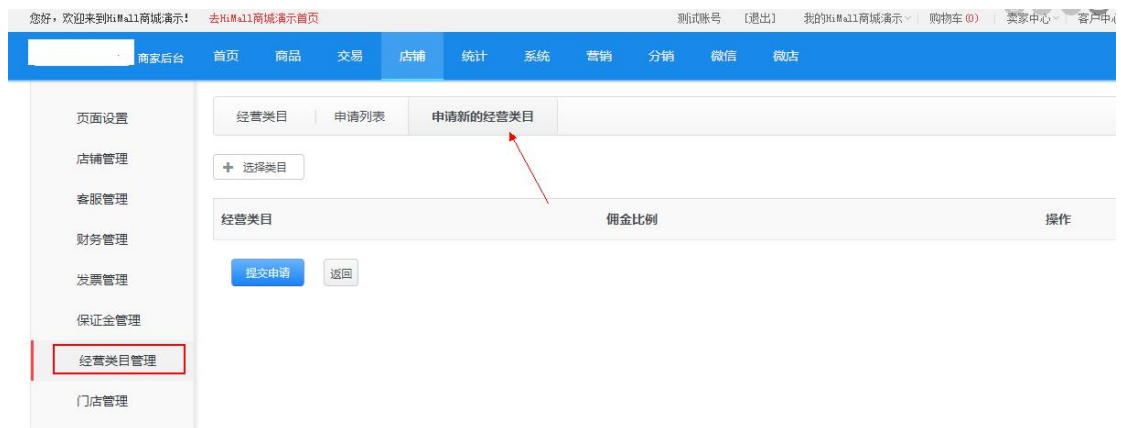 您好，欢迎来到HiMall商城演示！ 去HiMall商城演示首页 测试账号 [退出] 我的HiMall商城演示 购物车(0) 卖家中心 客户中心
商家后台 首页 商品 交易 店铺 统计 系统 营销 分销 微信 微店
页面设置 经营类目 申请列表 申请新的经营类目
店铺管理 + 选择类目
客服管理
经营类目 佣金比例 操作
财务管理
发票管理 提交申请 返回
保证金管理
经营类目管理
门店管理